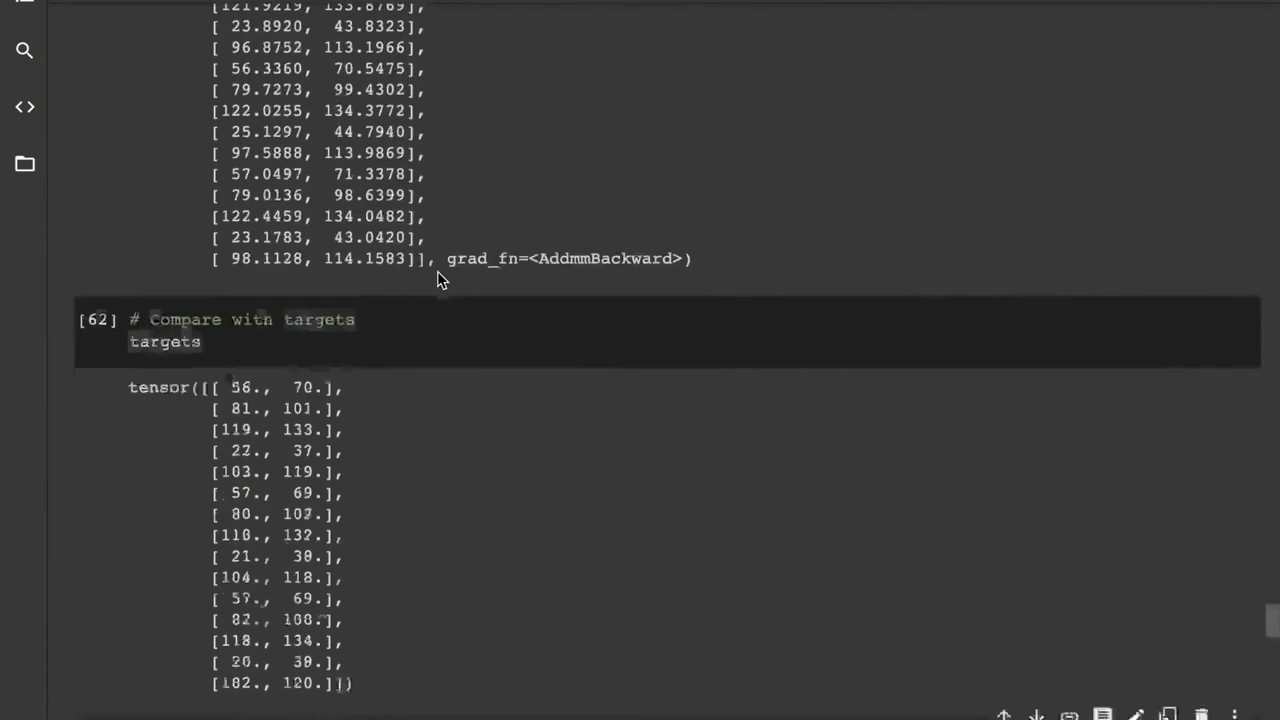 [121.9219, 133.8769],
[ 23.8920,  43.8323],
[ 96.8752, 113.1966],
[ 56.3360,  70.5475],
[ 79.7273,  99.4302],
[122.0255, 134.3772],
[ 25.1297,  44.7940],
[ 97.5888, 113.9869],
[ 57.0497,  71.3378],
[ 79.0136,  98.6399],
[122.4459, 134.0482],
[ 23.1783,  43.0420],
[ 98.1128, 114.1583]], grad_fn=<AddmmBackward>)
[62] # Compare with targets
targets
tensor([[ 56.,  70.],
[ 81., 101.],
[119., 133.],
[ 22.,  37.],
[103., 119.],
[ 57.,  69.],
[ 80., 102.],
[118., 132.],
[ 21.,
[104., 118.],
[ 57.,  69.],
[ 82.,
[118., 134.],
[ 20.,
120.]])